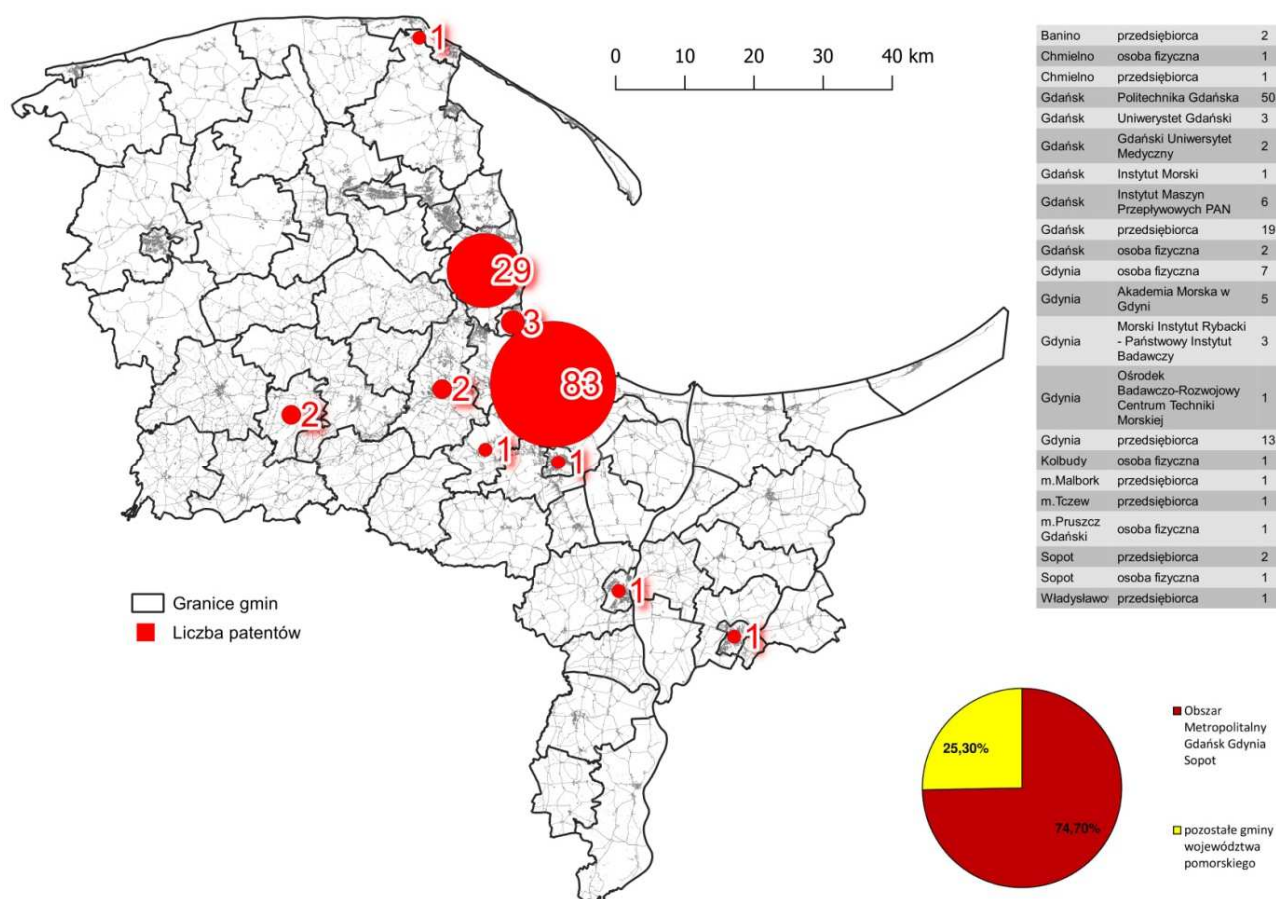 1
0 10 20 30 40 km
29
3
83
2
2
1
1
1
1
Granice gmin
Liczba patentów
Banino przedsiębiorca 2
Chmielno osoba fizyczna 1
Chmielno przedsiębiorca 1
Gdańsk Politechnika Gdańska 50
Gdańsk Uniwerystet Gdański 3
Gdańsk Gdański Uniwersytet Medyczny 2
Gdańsk Instytut Morski 1
Gdańsk Instytut Maszyn Przepływowych PAN 6
Gdańsk przedsiębiorca 19
Gdańsk osoba fizyczna 2
Gdynia osoba fizyczna 7
Gdynia Akademia Morska w Gdyni 5
Gdynia Morski Instytut Rybacki - Państwowy Instytut Badawczy 3
Gdynia Ośrodek Badawczo-Rozwojowy Centrum Techniki Morskiej 1
Gdynia przedsiębiorca 13
Kolbudy osoba fizyczna 1
m.Malbork przedsiębiorca 1
m.Tczew przedsiębiorca 1
m.Pruszcz Gdański osoba fizyczna 1
Sopot przedsiębiorca 2
Sopot osoba fizyczna 1
Władysławo przedsiębiorca 1
25,30%
74,70%
Obszar
Metropolitalny
Gdańsk Gdynia
Sopot
pozostałe gminy
województwa
pomorskiego